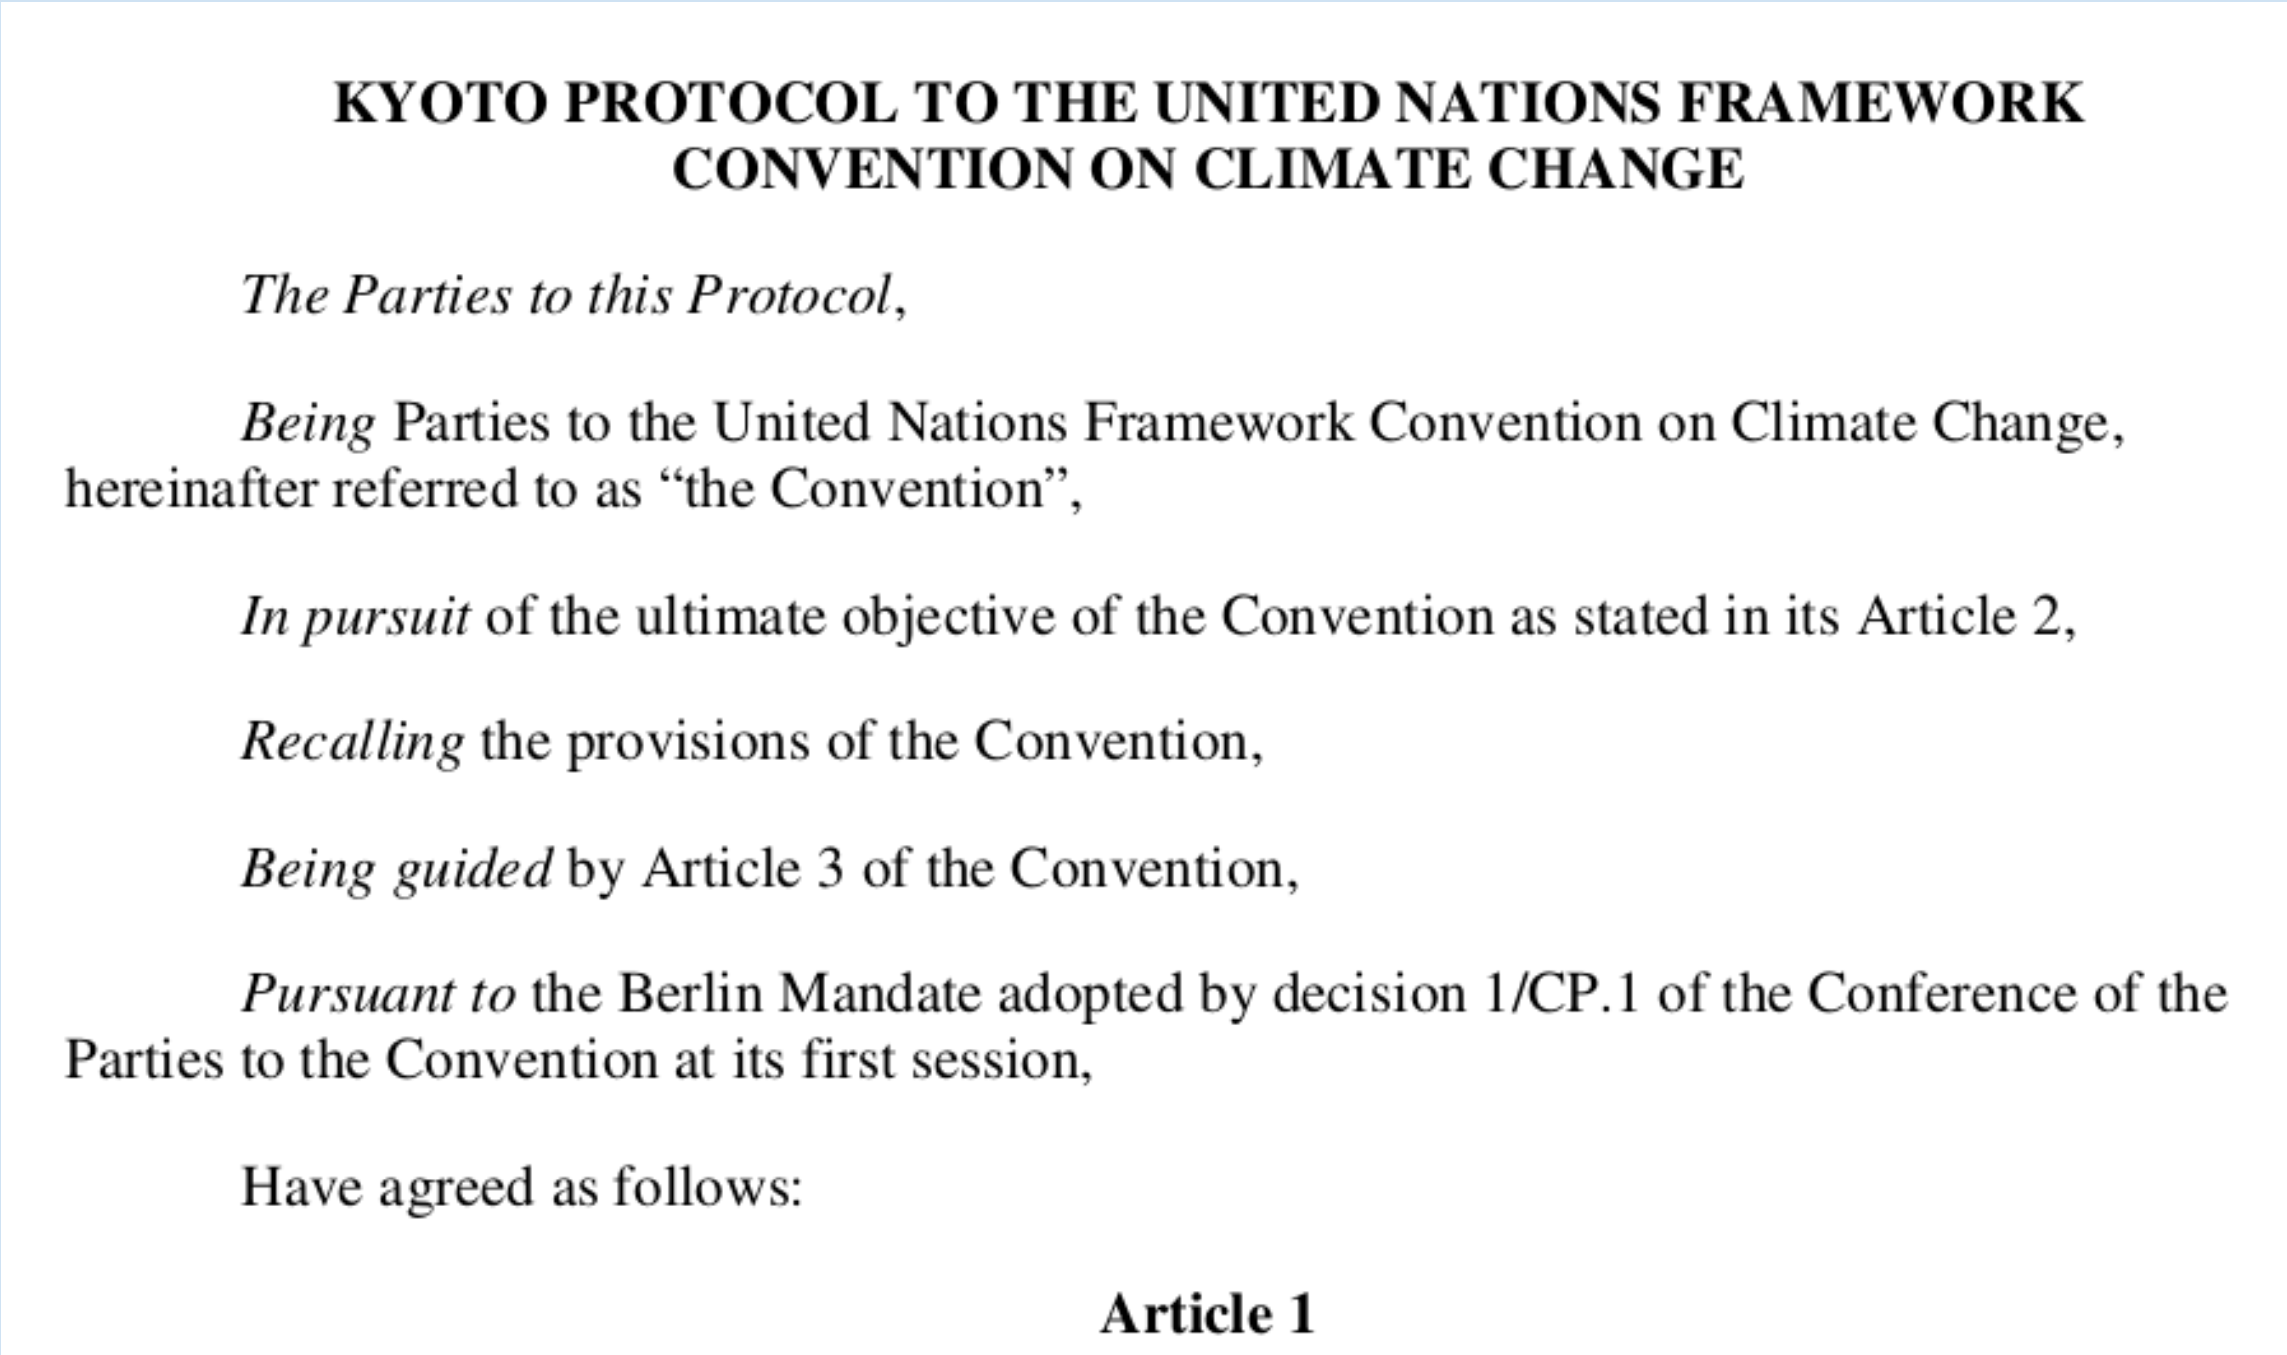 KYOTO PROTOCOL TO THE UNITED NATIONS FRAMEWORK
CONVENTION ON CLIMATE CHANGE
The Parties to this Protocol,
Being Parties to the United Nations Framework Convention on Climate Change,
hereinafter referred to as “the Convention”,
In pursuit of the ultimate objective of the Convention as stated in its Article 2,
Recalling the provisions of the Convention,
Being guided by Article 3 of the Convention,
Pursuant to the Berlin Mandate adopted by decision 1/CP.1 of the Conference of the
Parties to the Convention at its first session,
Have agreed as follows:
Article 1